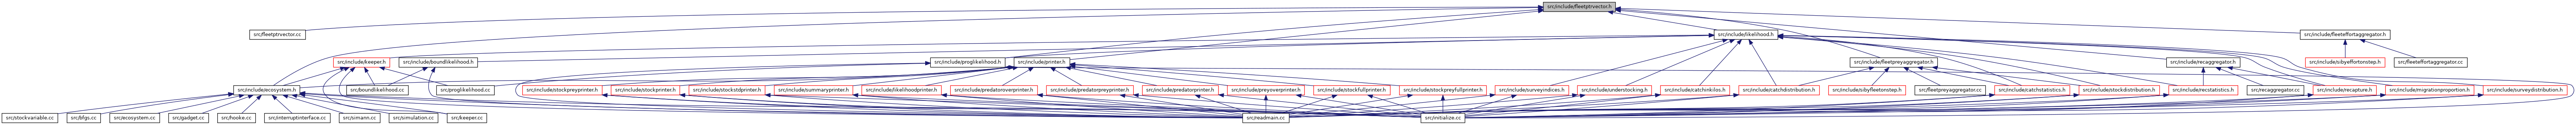 src/include/fleetptrvector.h
src/fleetptrvector.cc
src/include/likelihood.h
src/include/fleeteffortaggregator.h
src/include/keeper.h
src/include/boundlikelihood.h
src/include/proglikelihood.h
src/include/printer.h
src/include/fleetpreyaggregator.h
src/include/recaggregator.h
src/include/sibyeffortonstep.h
src/fleeteffortaggregator.cc
src/include/ecosystem.h
src/boundlikelihood.cc
src/proglikelihood.cc
src/include/stockpreyprinter.h
src/include/stockprinter.h
src/include/stockstdprinter.h
src/include/summaryprinter.h
src/include/likelihoodprinter.h
src/include/predatoroverprinter.h
src/include/predatorpreyprinter.h
src/include/predatorprinter.h
src/include/preyoverprinter.h
src/include/stockfullprinter.h
src/include/stockpreyfullprinter.h
src/include/surveyindices.h
src/include/understocking.h
src/include/catchinkilos.h
src/include/catchdistribution.h
src/include/sibyfleetonstep.h
src/fleetpreyaggregator.cc
src/include/catchstatistics.h
src/include/stockdistribution.h
src/include/recstatistics.h
src/recaggregator.cc
src/include/recapture.h
src/include/migrationproportion.h
src/include/surveydistribution.h
src/stockvariable.cc
src/bfgs.cc
src/ecosystem.cc
src/gadget.cc
src/hooke.cc
src/interruptinterface.cc
src/simann.cc
src/simulation.cc
src/keeper.cc
src/readmain.cc
src/initialize.cc